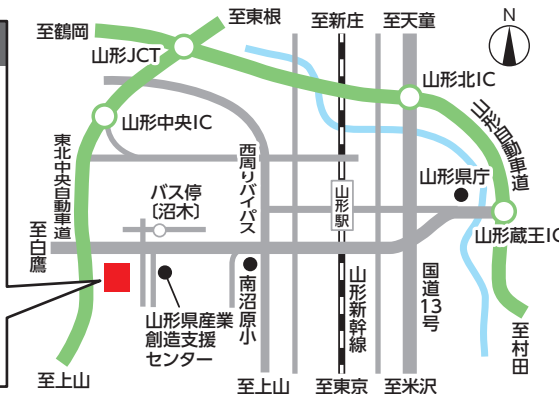 至鶴岡
至東根
至新庄
至天童
N
山形JCT
山形北IC
山形自動車道
山形中央IC
東北中央自動車道
西周りバイパス
山形県庁
バス停
〔沼木〕
山形駅
至白鷹
山形蔵王IC
南沼原小
山形新幹線
国道13号
山形県産業
創造支援
センター
至村田
至上山
至上山
至東京
至米沢